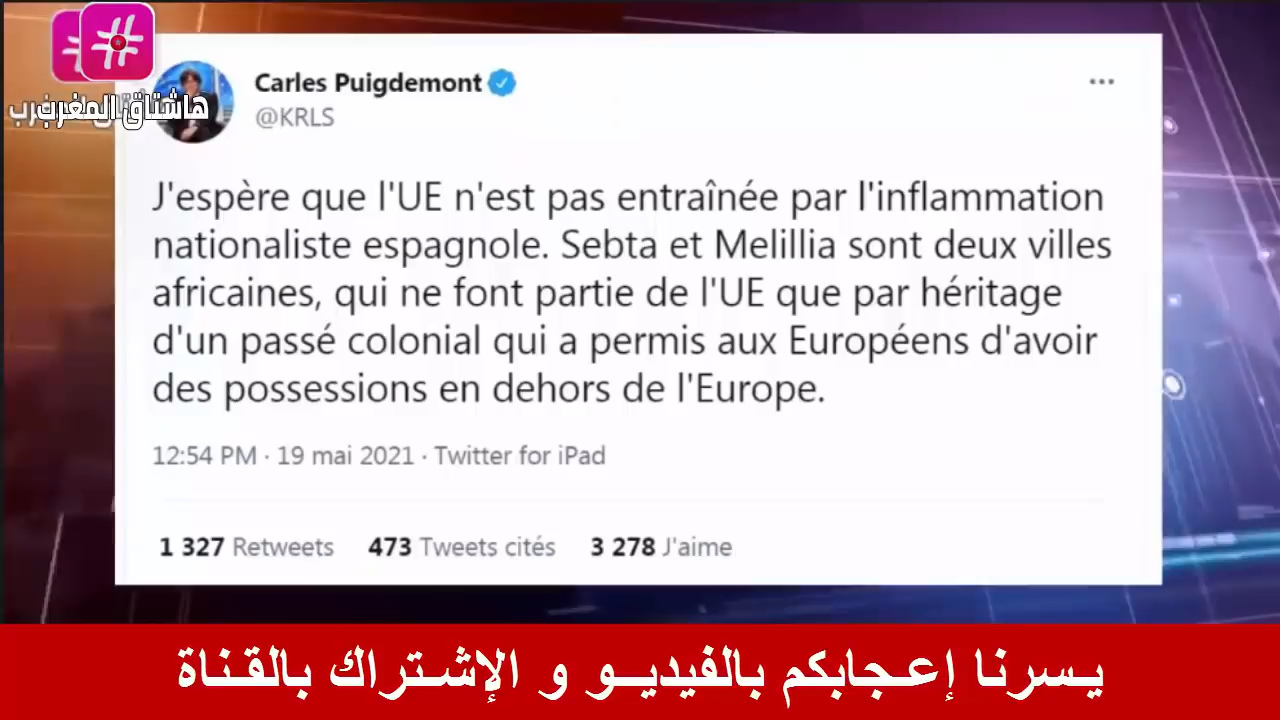 هاشتاق المغرب
Carles Puigdemont
@KRLS
J'espère que l'UE n'est pas entraînée par l'inflammation
nationaliste espagnole. Sebta et Melillia sont deux villes
africaines, qui ne font partie de l'UE que par héritage
d'un passé colonial qui a permis aux Européens d'avoir
des possessions en dehors de l'Europe.
12:54 PM · 19 mai 2021 · Twitter for iPad
1 327 Retweets 473 Tweets cités 3 278 J'aime
يسرنا إعجابكم بالفيديو و الإشتراك بالقناة